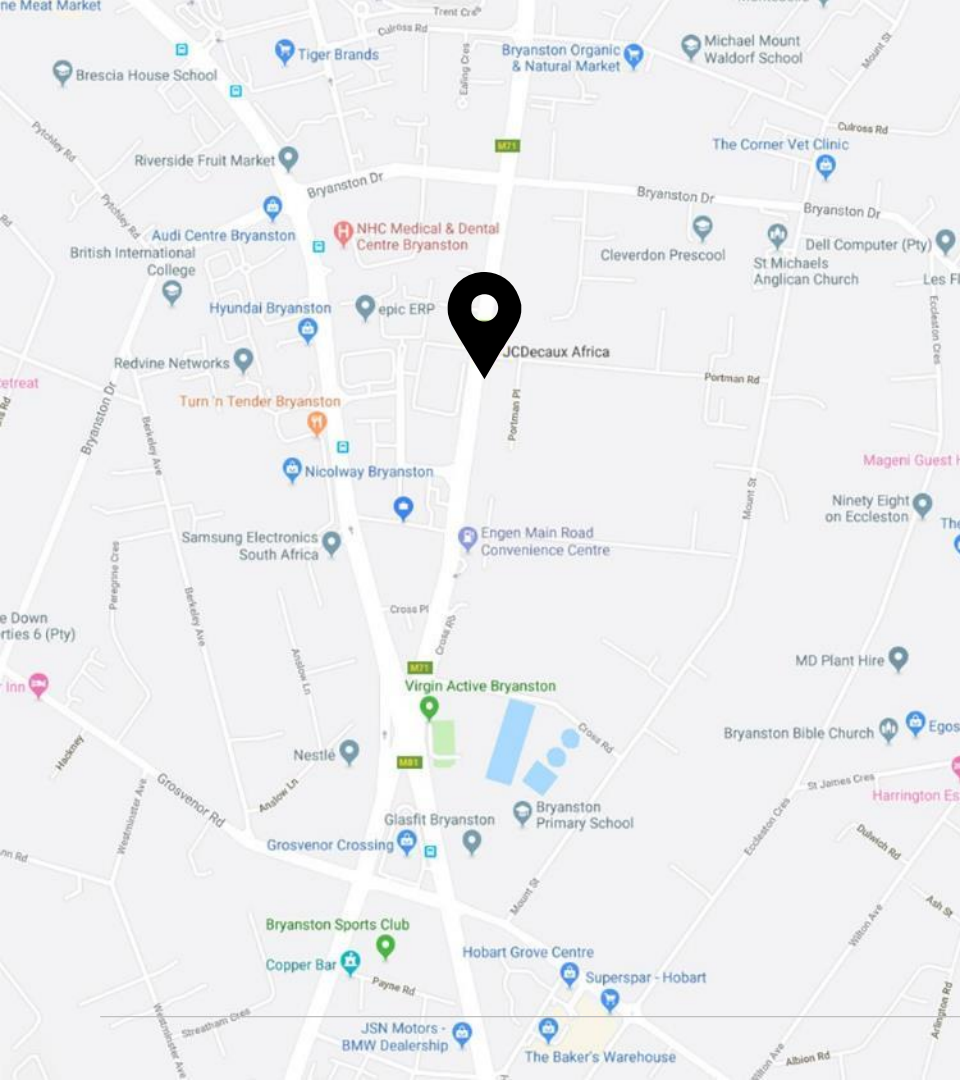 ne Meat Market
Trent Cres
Culross Rd
Tiger Brands
Ealing Cres
Bryanston Organic
& Natural Market
Michael Mount
Waldorf School
Mount St
Brescia House School
Culross Rd
Pytchley Rd
M71
The Corner Vet Clinic
Riverside Fruit Market
Bryanston Dr
Bryanston Dr
Bryanston Dr
Pytchley Rd
Rd
Audi Centre Bryanston
NHC Medical & Dental
Centre Bryanston
Cleverdon Prescool
St Michaels
Anglican Church
Dell Computer (Pty)
British International
College
Les Fl
Hyundai Bryanston
epic ERP
Eccleston Cres
JCDecaux Africa
Redvine Networks
Portman Rd
etreat
Rd
Turn 'n Tender Bryanston
Portman Pl
Bryanston Dr
Berkeley Ave
Nicolway Bryanston
Mageni Guest H
Mount St
Ninety Eight
on Eccleston
The
Samsung Electronics
South Africa
Engen Main Road
Convenience Centre
Peregrine Cres
Berkeley Ave
Cross Pl
Cross Rd
e Down
rties 6 (Pty)
Anslow Ln
MD Plant Hire
M71
Inn
Virgin Active Bryanston
Cross Rd
Bryanston Bible Church
Egos
Hackney
Nestlé
M81
St James Cres
Harrington Es
Anslow Ln
Grosvenor Rd
Westminster Ave
Glasfit Bryanston
Bryanston
Primary School
Eccleston Cres
Grosvenor Crossing
Dulwich Rd
nn Rd
Mount St
Ash St
Bryanston Sports Club
Wilton Ave
Copper Bar
Hobart Grove Centre
Superspar - Hobart
Payne Rd
Arlington Rd
Streatham Cres
Westminster Ave
JSN Motors -
BMW Dealership
The Baker's Warehouse
Wilton Ave
Albion Rd